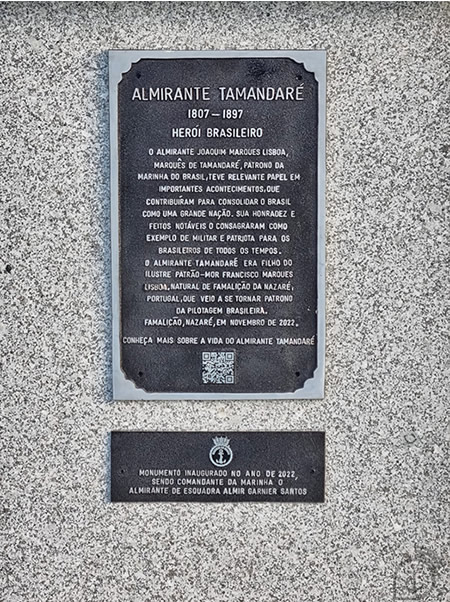 ALMIRANTE TAMANDARÉ
1807 – 1897
HERÓI BRASILEIRO
O ALMIRANTE JOAQUIM MARQUES LISBOA,
MARQUÊS DE TAMANDARÉ, PATRONO DA
MARINHA DO BRASIL, TEVE RELEVANTE PAPEL EM
IMPORTANTES ACONTECIMENTOS, QUE
CONTRIBUÍRAM PARA CONSOLIDAR O BRASIL
COMO UMA GRANDE NAÇÃO. SUA HONRADEZ E
FEITOS NOTÁVEIS O CONSAGRARAM COMO
EXEMPLO DE MILITAR E PATRIOTA PARA OS
BRASILEIROS DE TODOS OS TEMPOS.
O ALMIRANTE TAMANDARÉ ERA FILHO DO
ILUSTRE PATRÃO-MOR FRANCISCO MARQUES
LISBOA, NATURAL DE FAMALIÇÃO DA NAZARÉ,
PORTUGAL, QUE VEIO A SE TORNAR PATRONO
DA PILOTAGEM BRASILEIRA.
FAMALIÇÃO, NAZARÉ, EM NOVEMBRO DE 2022.
CONHEÇA MAIS SOBRE A VIDA DO ALMIRANTE TAMANDARÉ
MONUMENTO INAUGURADO NO ANO DE 2022,
SENDO COMANDANTE DA MARINHA O
ALMIRANTE DE ESQUADRA ALMIR GARNIER SANTOS